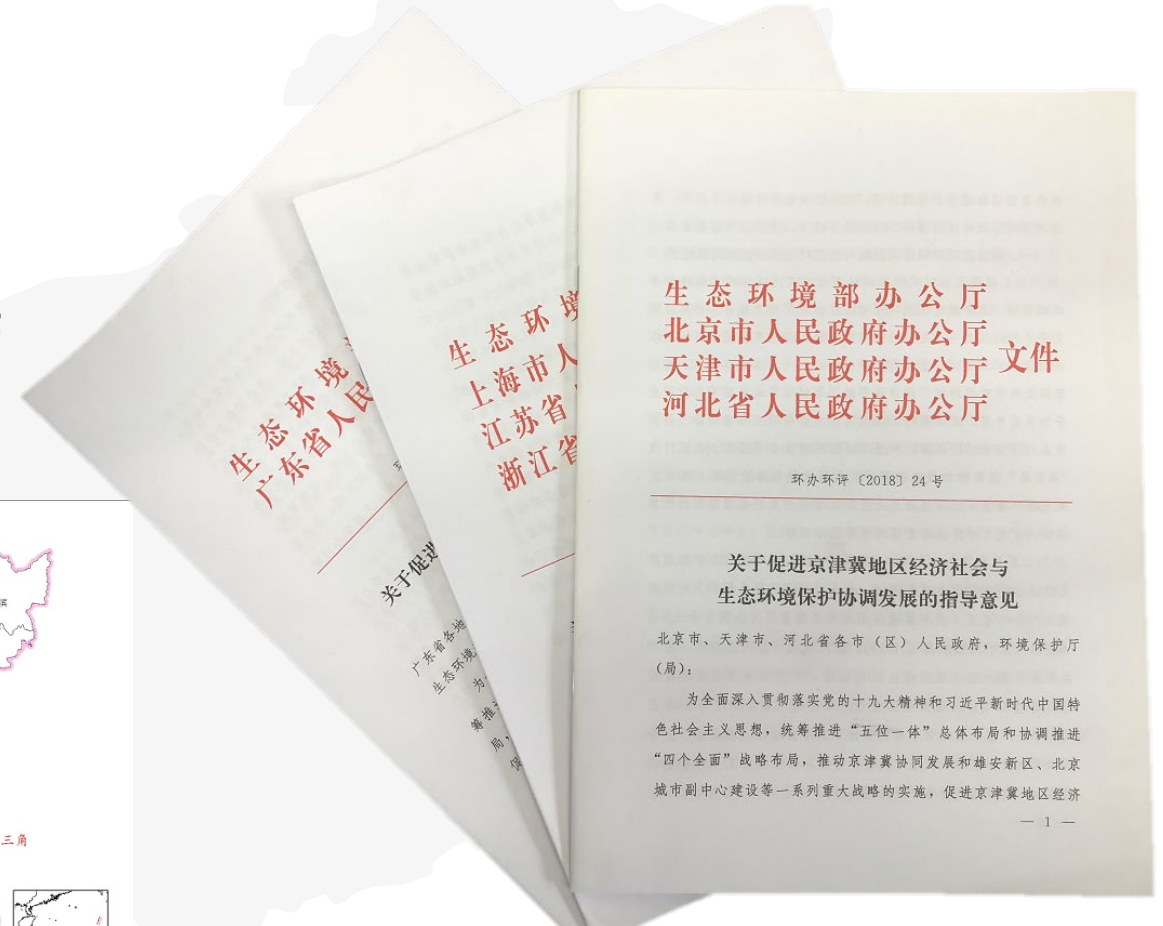 生态环境部办公厅
北京市人民政府办公厅
天津市人民政府办公厅
河北省人民政府办公厅
文件
环办环评〔2018〕24号
关于促进京津冀地区经济社会与
生态环境保护协调发展的指导意见
北京市、天津市、河北省各市（区）人民政府，环境保护厅
（局）：
为全面深入贯彻落实党的十九大精神和习近平新时代中国特
色社会主义思想，统筹推进“五位一体”总体布局和协调推进
“四个全面”战略布局，推动京津冀协同发展和雄安新区、北京
城市副中心建设等一系列重大战略的实施，促进京津冀地区经济
— 1 —
生态环境
上海市人
江苏省
浙江省
生态环境
广东省人民
关于促进
广东省各地
生态环境
为
筹推
局，
三角